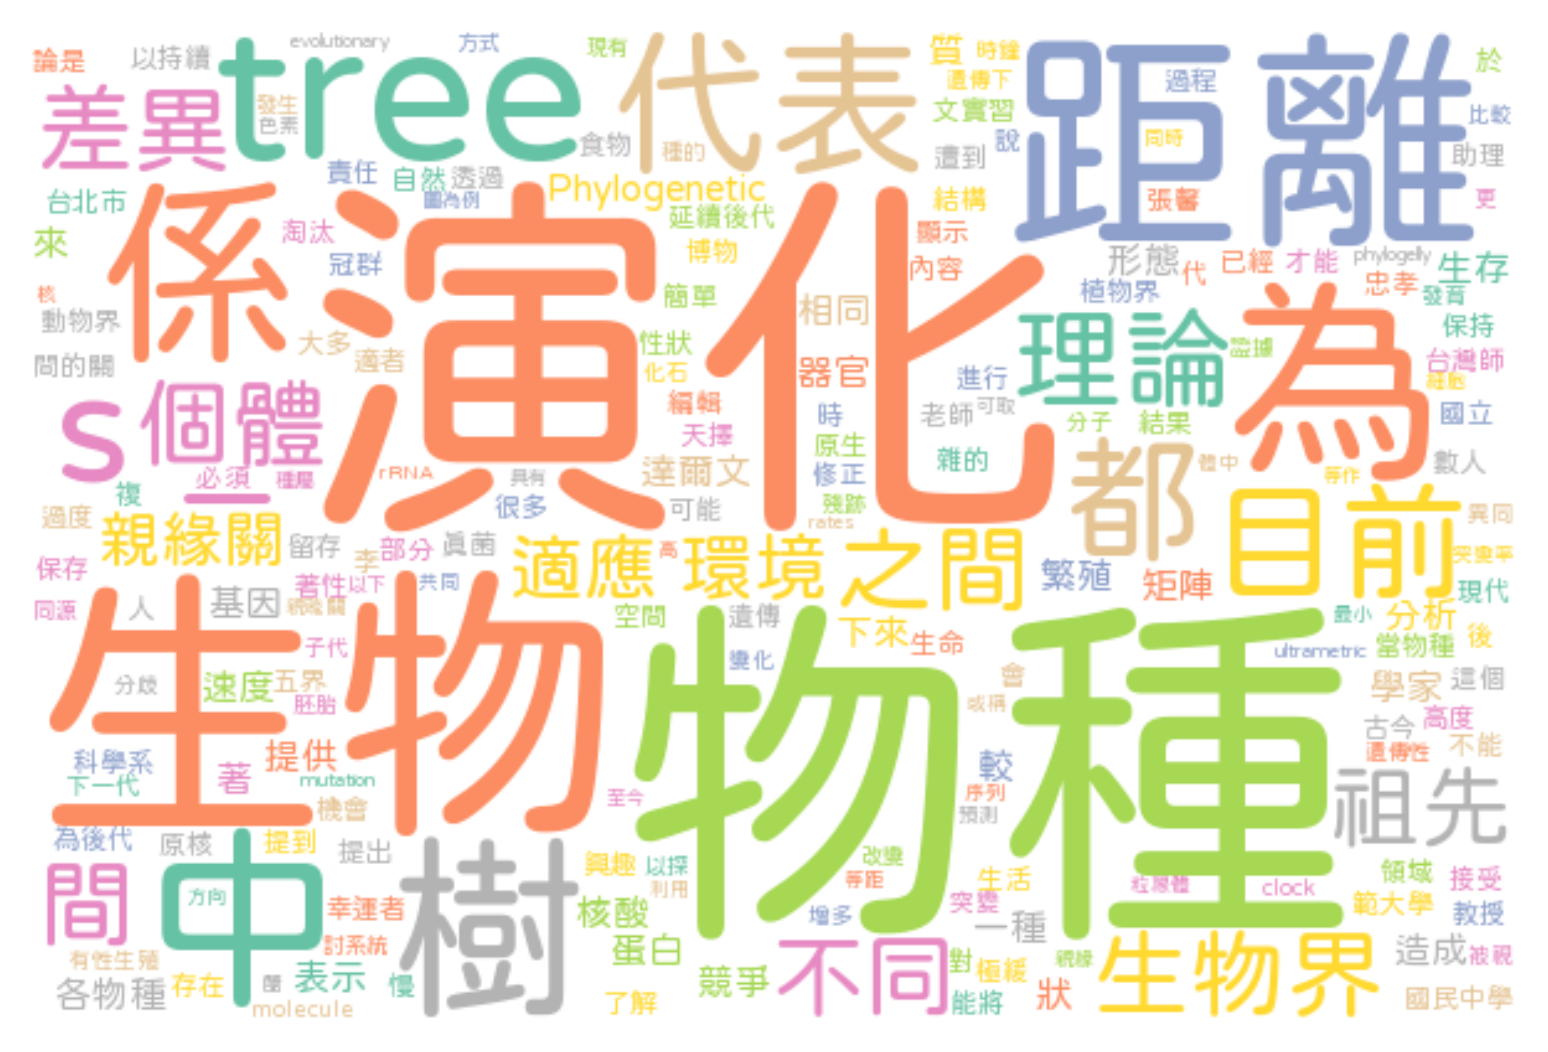 論是 以持續 evolutionary 方式 現有 質 時鐘 於
差異 tree 代表 距離
發生 色素 食物 種的 遺傳下 文實習 過程 比較
遭到 說 同時 助理
責任 自然 透過 圖為例 Phylogenetic 結構 張馨 更
台北市 延續後代
來 淘汰 冠群 博物 顯示 內容
係 演化 為
形態 代 已經 才能 phylogelly 生存
核 動物界 簡單 相同 植物界 忠孝 發育
大多 適者 性狀 理論 證據 保持
間的關 化石 器官 進行 台灣師 細胞
s 個體 編輯 時 老師 可取 分子 結果 國立
天擇 原生 雜的
必須 種屬 rRNA 具有 達爾文 修正 都 體中 等作 數人
一 複 很多 可能 殘跡 rates 目前
過度 親緣關 留存 李 部分 真菌 適應 高 環境 之間 異同
保存 著性 以下 共同 繁殖 矩陣 突變率 現代
同源 人 基因 親緣關 空間 遺傳 下來 生命 最小 分析 後
子代 變化 ultrametric 當物種
生物 物種
分歧 速度 五界 胚胎 會 或稱 學家 這個
古今 高度
科學系 著 提供 較 遺傳性 不能
下一代 mutation 機會 至今 序列 預測 祖先
為後代 原核 提到 提出 興趣 以探 改變
間 中 樹 利用 等距 生活 粒線體 clock 領域 接受
方向 幸運者 核酸 增多 突變 一種 範大學 教授
討系統 蛋白 不同 生物界 造成 被視
有性生殖 菌 表示 慢 競爭 對 極緩 親緣
各物種 存在 molecule 了解 能將 狀 國民中學